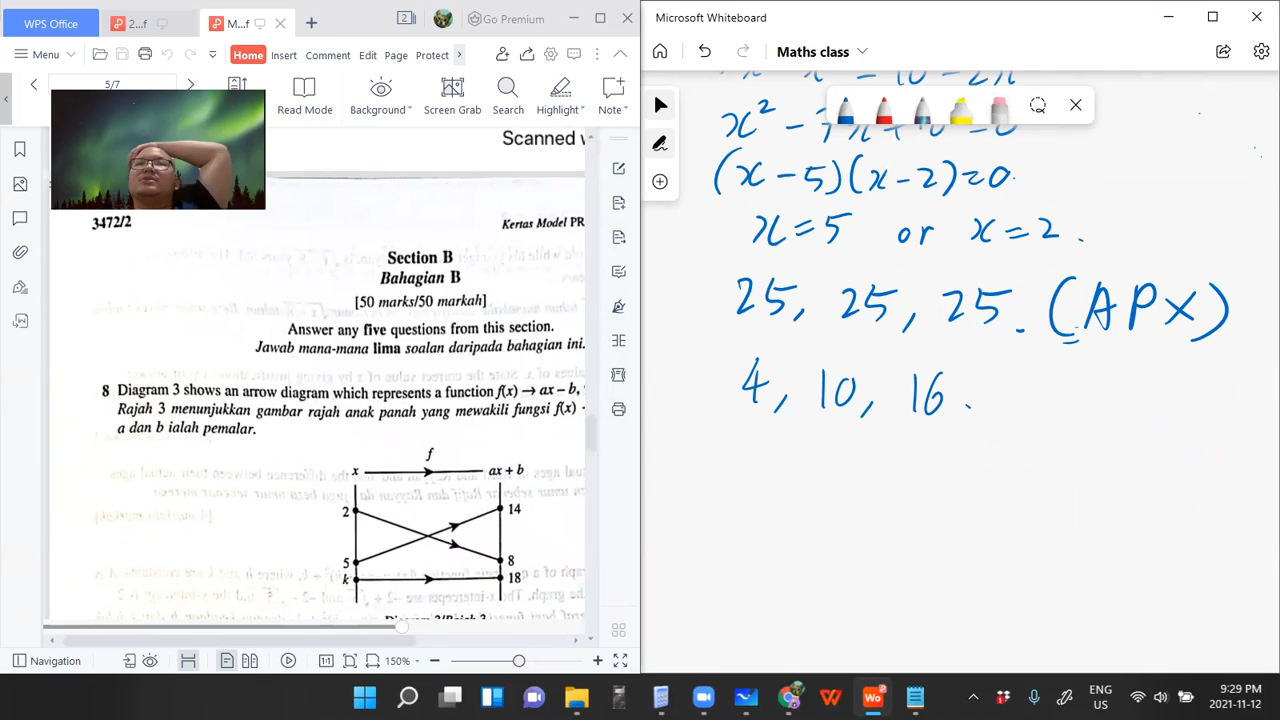 WPS Office
2...f
M...f
2
Go Premium
Menu
Home
Insert
Comment
Edit
Page
Protect
5/7
Read Mode
Background
Screen Grab
Search
Highlight
Note
Scanned w
3472/2
Kertas Model PR
Section B
Bahagian B
[50 marks/50 markah]
Answer any five questions from this section.
Jawab mana-mana lima soalan daripada bahagian ini.
8 Diagram 3 shows an arrow diagram which represents a function f(x) → ax – b,
Rajah 3 menunjukkan gambar rajah anak panah yang mewakili fungsi f(x)
a dan b ialah pemalar.
f
x
ax + b
2
14
5
8
k
18
Navigation
150%
Microsoft Whiteboard
Maths class
(x - 5)(x - 2) = 0
x = 5 or x = 2.
25, 25, 25. (AP X)
4, 10, 16.
Wo
ENG
US
9:29 PM
2021-11-12